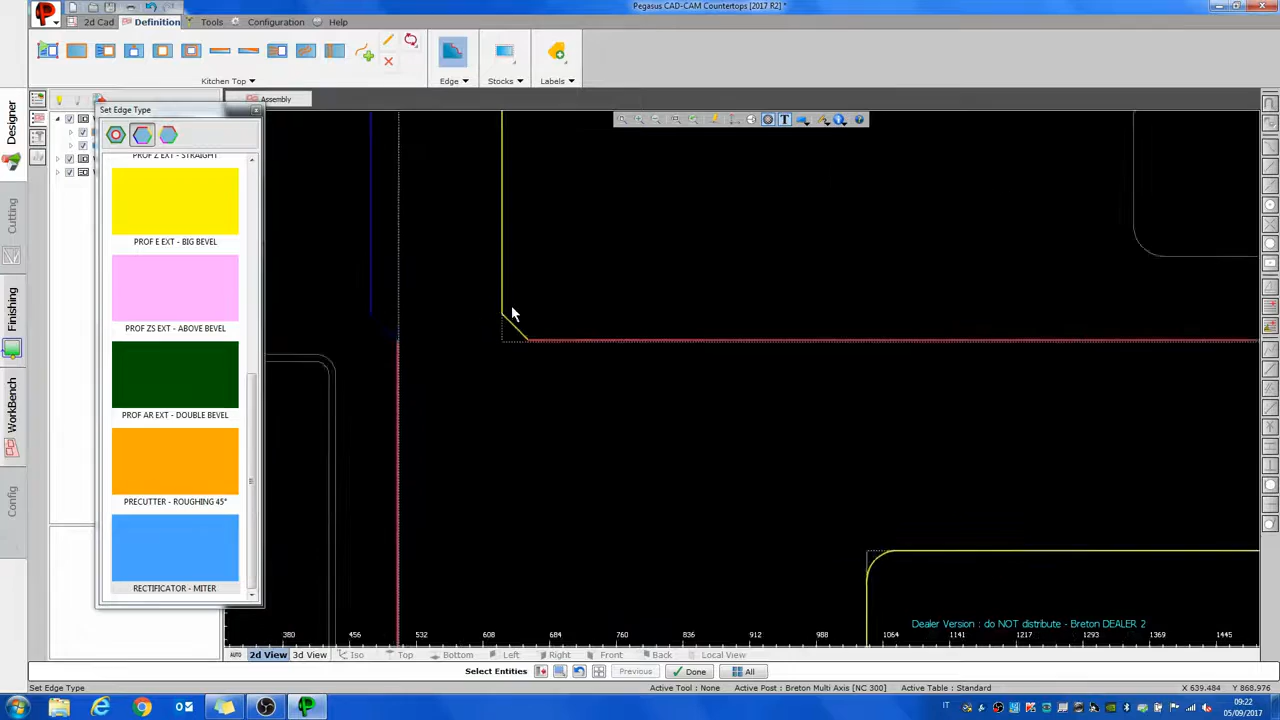 Pegasus CAD-CAM Countertops [2017 R2] *
2d Cad
Definition
Tools
Configuration
Help
Kitchen Top
Edge
Stocks
Labels
Assembly
Set Edge Type
Designer
Cutting
Finishing
WorkBench
Config
PROF Z EXT - STRAIGHT
PROF E EXT - BIG BEVEL
PROF ZS EXT - ABOVE BEVEL
PROF AR EXT - DOUBLE BEVEL
PRECUTTER - ROUGHING 45°
RECTIFICATOR - MITER
Dealer Version : do NOT distribute - Breton DEALER 2
380 456 532 608 684 760 836 912 988 1064 1141 1217 1293 1369 1445
AUTO 2d View 3d View Iso Top Bottom Left Right Front Back Local View
Select Entities Previous Done All
Set Edge Type Active Tool : None Active Post : Breton Multi Axis [NC 300] Active Table : Standard X 639.484 Y 868.976
IT
09:22
05/09/2017